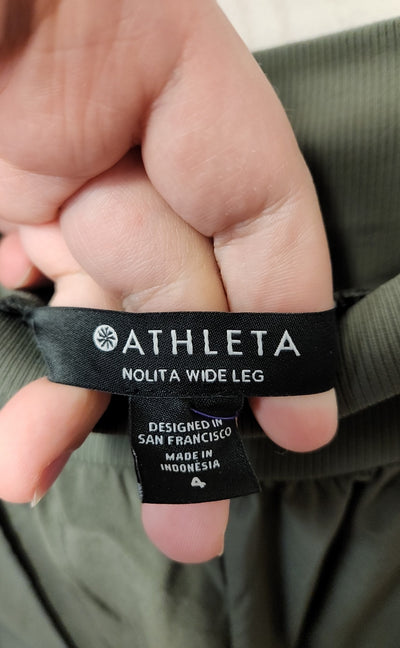 ATHLETA
NOLITA WIDE LEG
DESIGNED IN
SAN FRANCISCO
MADE IN
INDONESIA
4